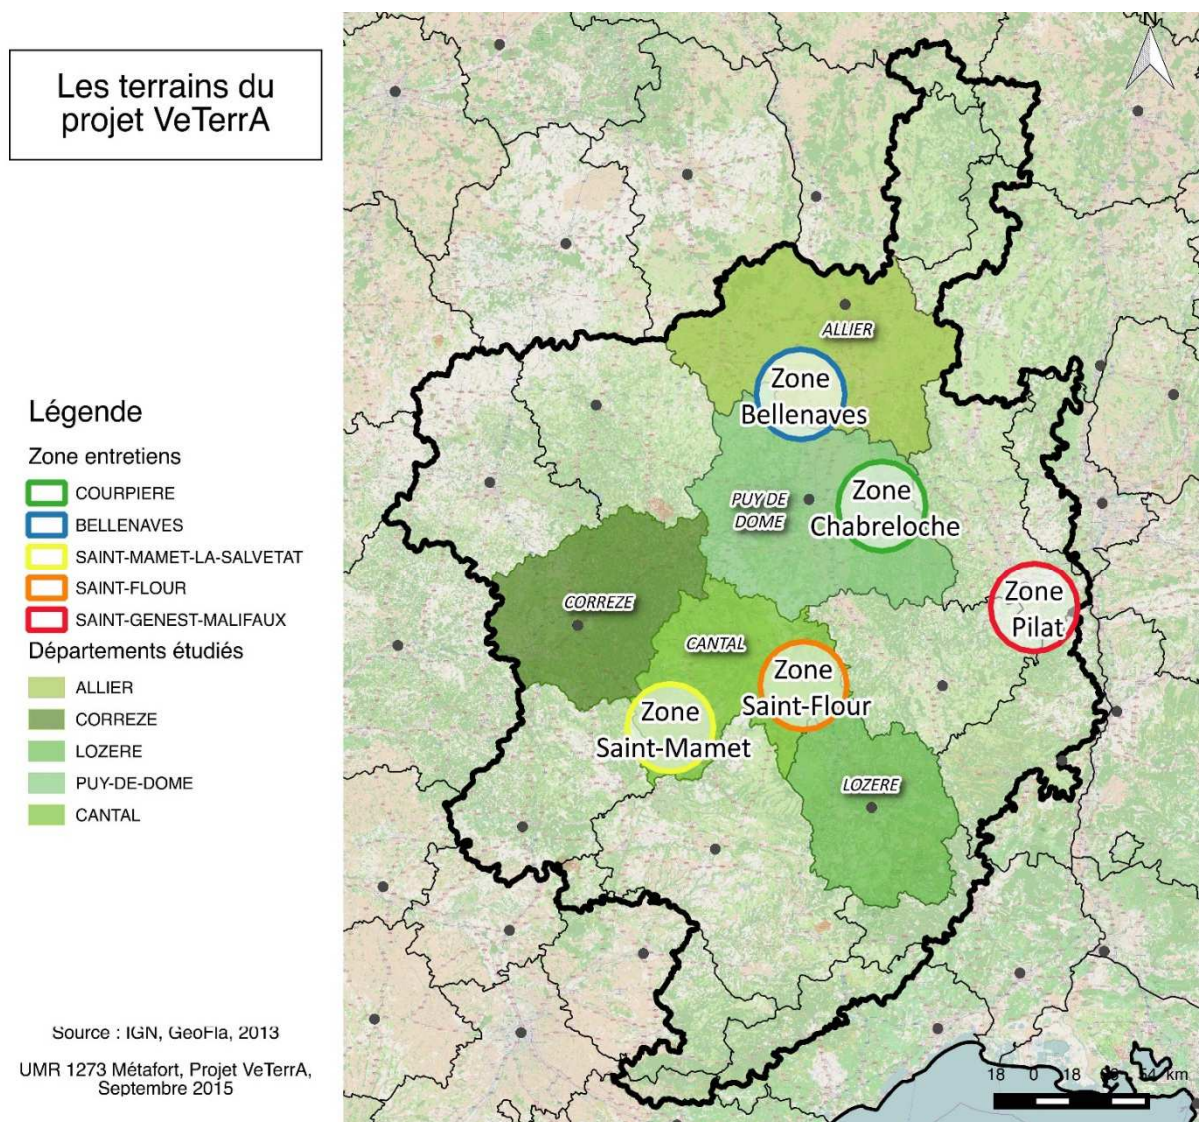 Les terrains du
projet VeTerrA
Légende
Zone entretiens
COURPIERE
BELLENAVES
SAINT-MAMET-LA-SALVETAT
SAINT-FLOUR
SAINT-GENEST-MALIFAUX
Départements étudiés
ALLIER
CORREZE
LOZERE
PUY-DE-DOME
CANTAL
Source : IGN, GeoFla, 2013
UMR 1273 Métafort, Projet VeTerrA,
Septembre 2015
N
ALLIER
Zone
Bellenaves
PUY DE
DOME
Zone
Chabreloche
CORREZE
Zone
Pilat
CANTAL
Zone
Saint-Flour
Zone
Saint-Mamet
LOZERE
18 0 18 54 km